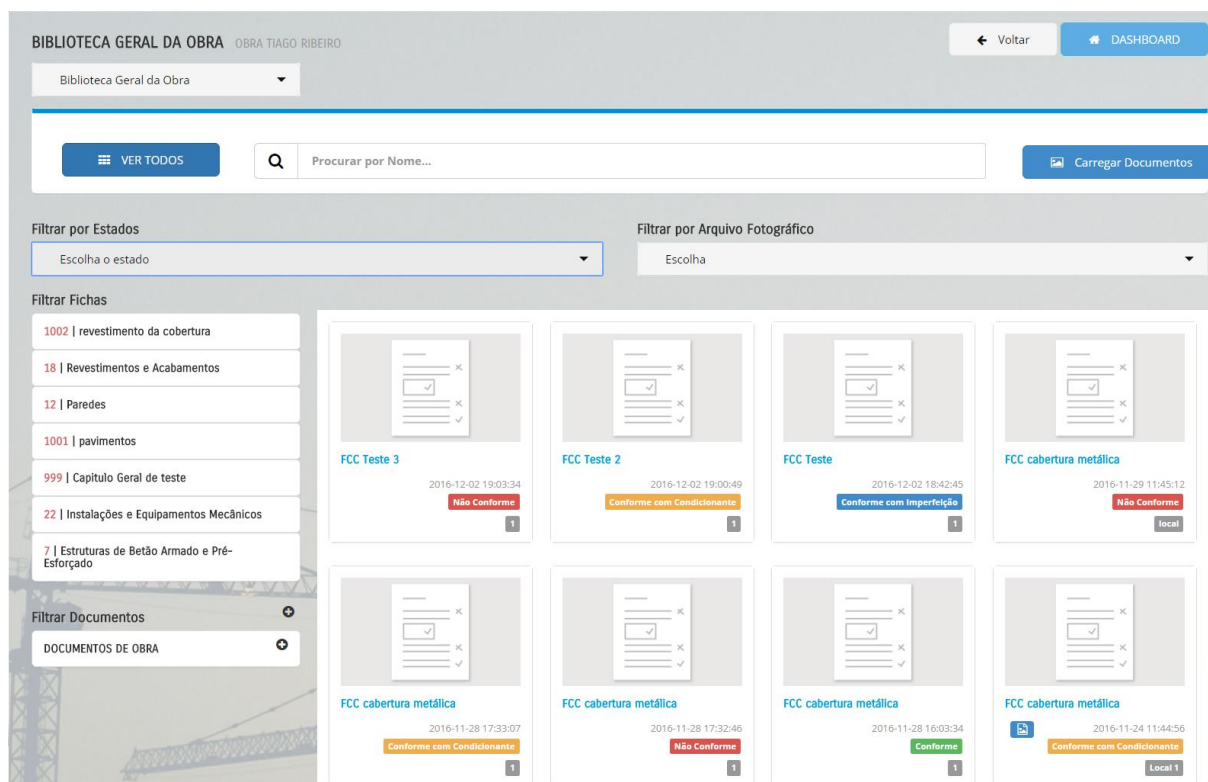 BIBLIOTECA GERAL DA OBRA OBRA TIAGO RIBEIRO
Voltar
DASHBOARD
Biblioteca Geral da Obra
VER TODOS
Procurar por Nome...
Carregar Documentos
Filtrar por Estados
Filtrar por Arquivo Fotográfico
Escolha o estado
Escolha
Filtrar Fichas
1002 | revestimento da cobertura
18 | Revestimentos e Acabamentos
12 | Paredes
1001 | pavimentos
999 | Capitulo Geral de teste
22 | Instalações e Equipamentos Mecânicos
7 | Estruturas de Betão Armado e Pré-
Esforçado
Filtrar Documentos
DOCUMENTOS DE OBRA
FCC Teste 3
2016-12-02 19:03:34
Não Conforme
1
FCC Teste 2
2016-12-02 19:00:49
Conforme com Condicionante
1
FCC Teste
2016-12-02 18:42:45
Conforme com Imperfeição
1
FCC cabertura metálica
2016-11-29 11:45:12
Não Conforme
local
FCC cabertura metálica
2016-11-28 17:33:07
Conforme com Condicionante
1
FCC cabertura metálica
2016-11-28 17:32:46
Não Conforme
1
FCC cabertura metálica
2016-11-28 16:03:34
Conforme
1
FCC cabertura metálica
2016-11-24 11:44:56
Conforme com Condicionante
Local 1